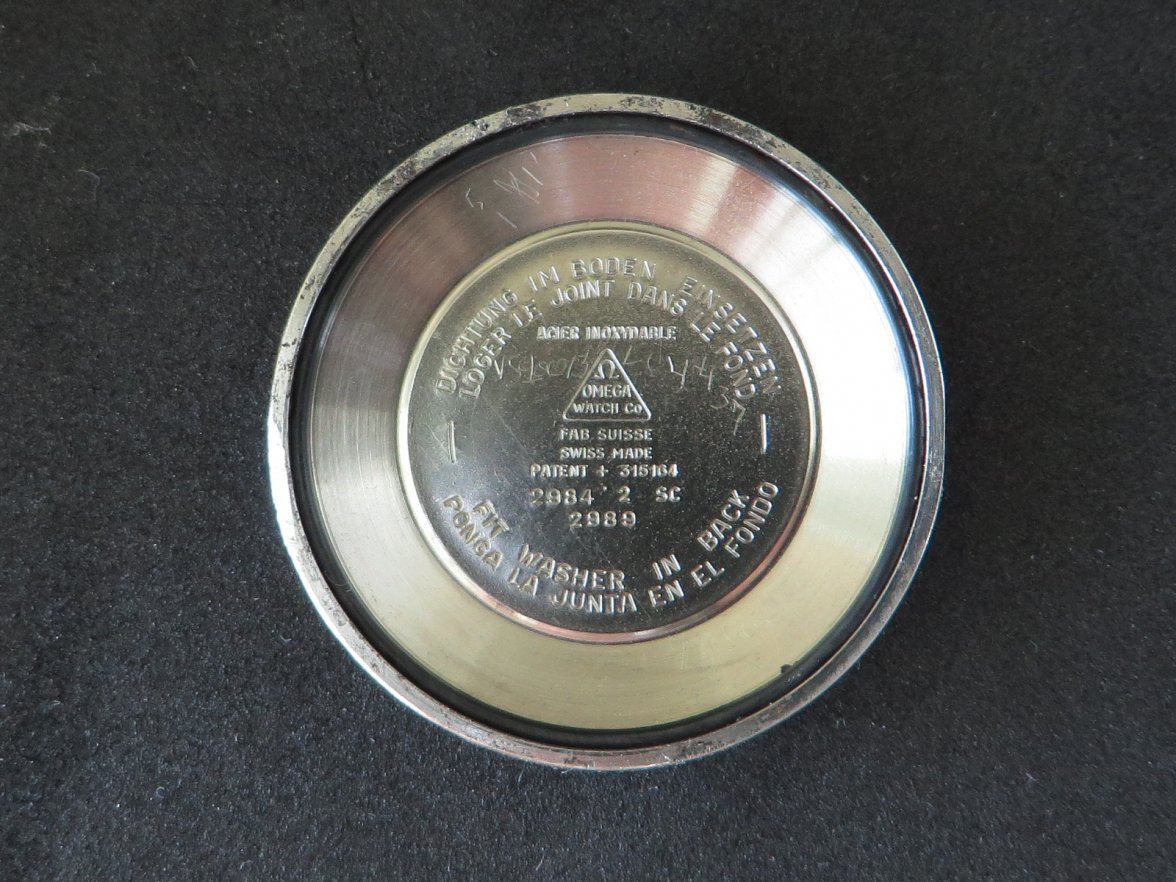 DICHTUNG IM BODEN EINSETZEN
LOGER LE JOINT DANS LE FOND
ACIER INOXYDABLE
Ω
OMEGA
WATCH Co
FAB. SUISSE
SWISS MADE
PATENT + 315164
2984 2 SC
2989
FIT WASHER IN BACK
PONGA LA JUNTA EN EL FONDO